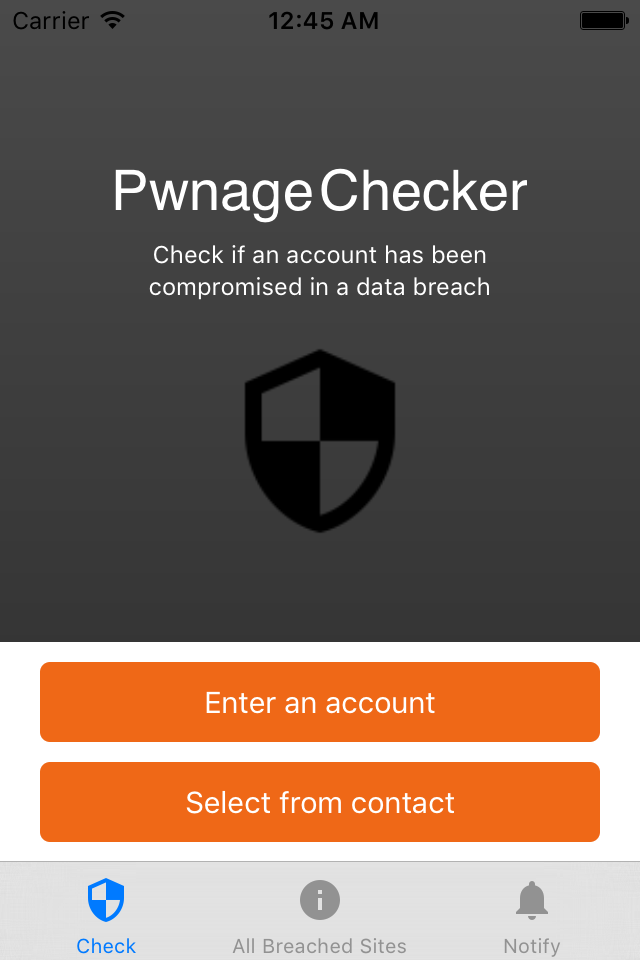 Carrier 12:45 AM
Pwnage Checker
Check if an account has been
compromised in a data breach
Enter an account
Select from contact
Check All Breached Sites Notify